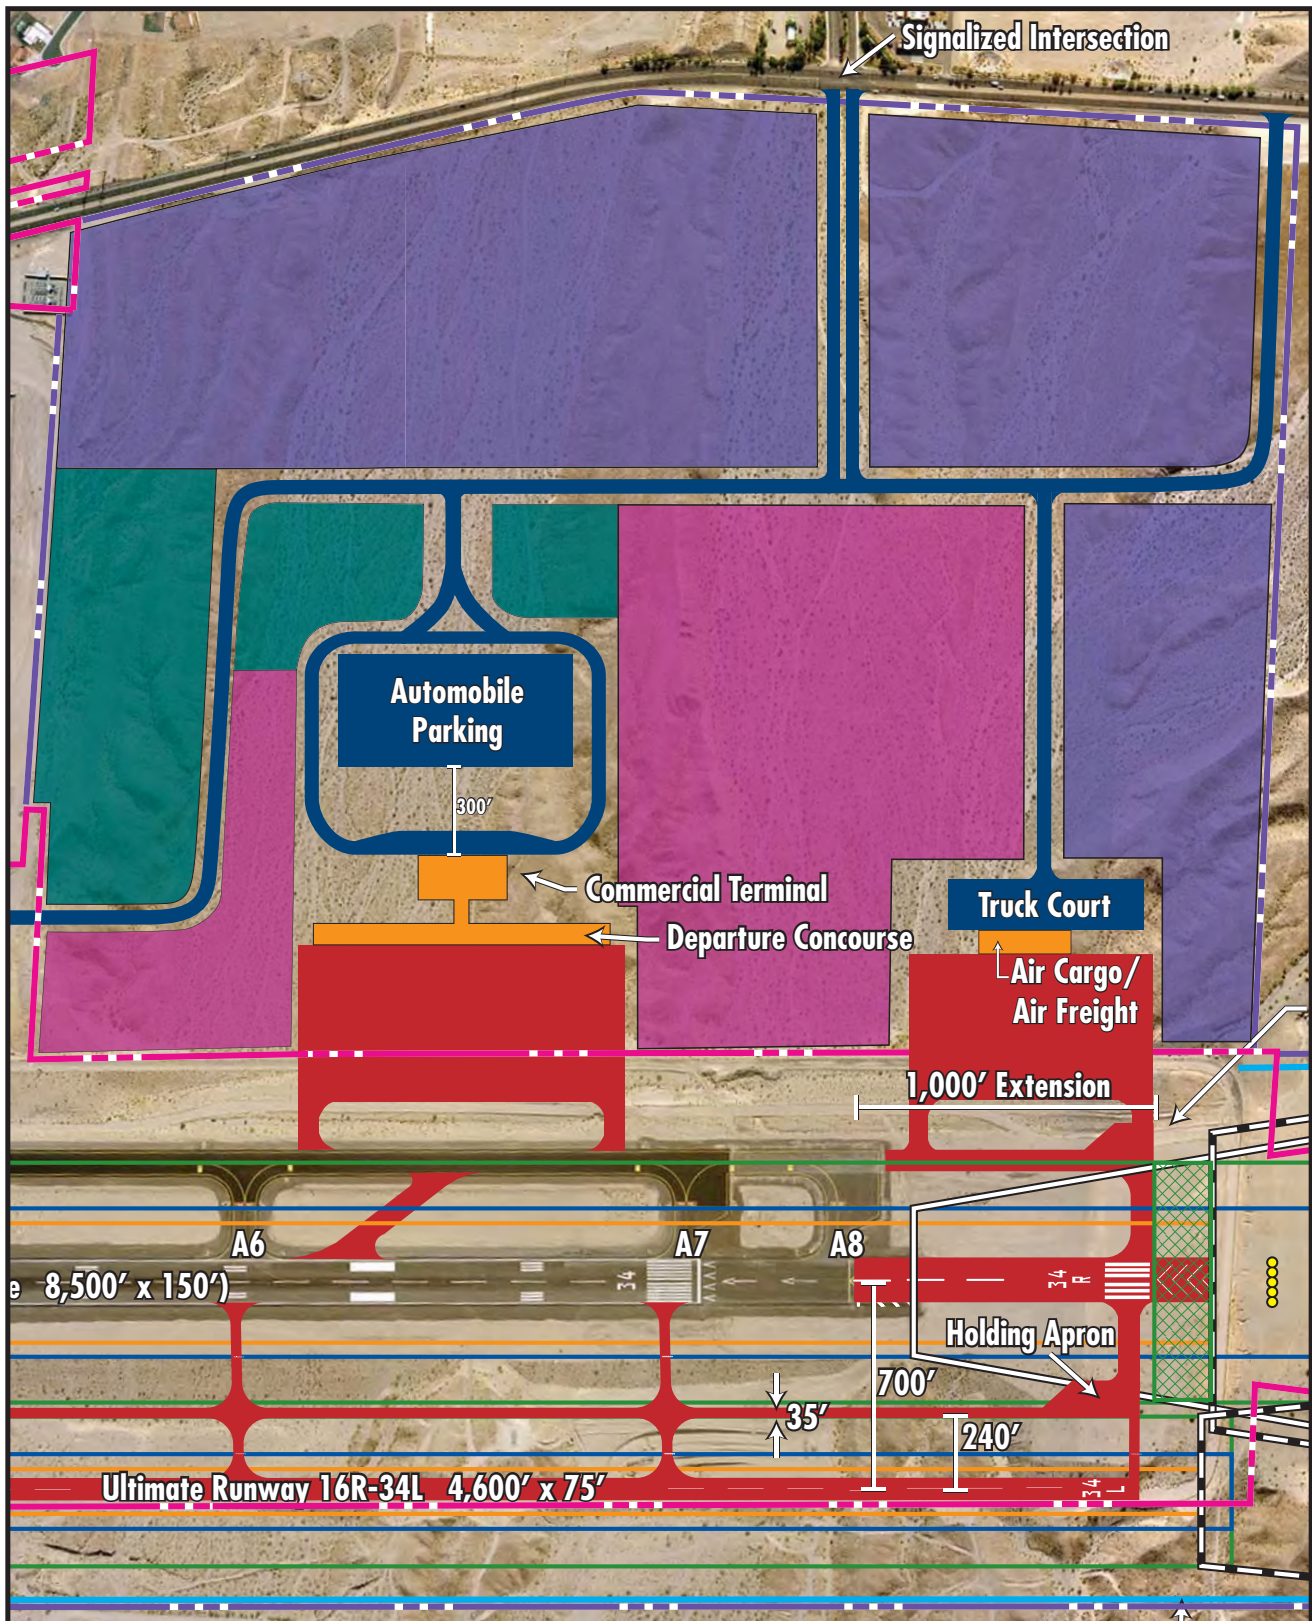 Signalized Intersection
Automobile
Parking
300′
Commercial Terminal
Departure Concourse
Truck Court
Air Cargo/
Air Freight
1,000′ Extension
A6
A7
A8
34
34
R
e 8,500′ x 150′)
Holding Apron
700′
35′
240′
Ultimate Runway 16R-34L 4,600′ x 75′
34
L